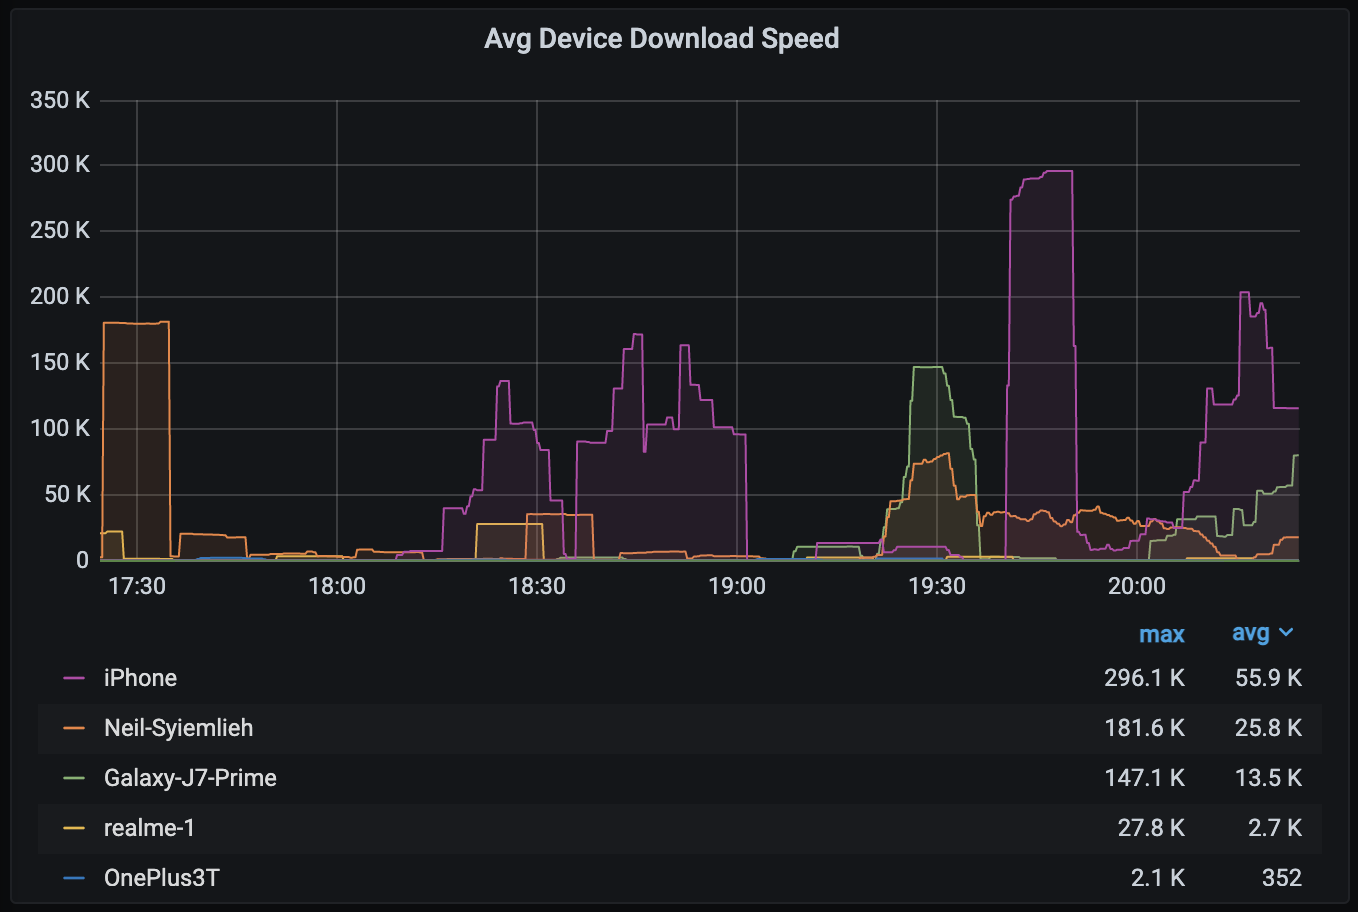 Avg Device Download Speed
350 K
300 K
250 K
200 K
150 K
100 K
50 K
0
17:30 18:00 18:30 19:00 19:30 20:00
max avg
iPhone 296.1 K 55.9 K
Neil-Syiemlieh 181.6 K 25.8 K
Galaxy-J7-Prime 147.1 K 13.5 K
realme-1 27.8 K 2.7 K
OnePlus3T 2.1 K 352